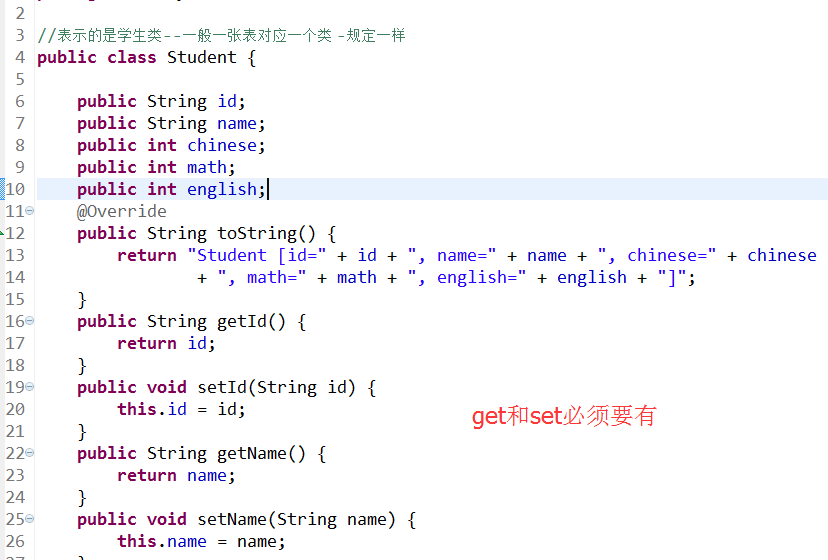 2
3 //表示的是学生类--一般一张表对应一个类 -规定一样
4 public class Student {
5
6 public String id;
7 public String name;
8 public int chinese;
9 public int math;
10 public int english;
11 @Override
12 public String toString() {
13 return "Student [id=" + id + ", name=" + name + ", chinese=" + chinese
14 + ", math=" + math + ", english=" + english + "]";
15 }
16 public String getId() {
17 return id;
18 }
19 public void setId(String id) {
20 this.id = id;
get和set必须要有
21 }
22 public String getName() {
23 return name;
24 }
25 public void setName(String name) {
26 this.name = name;